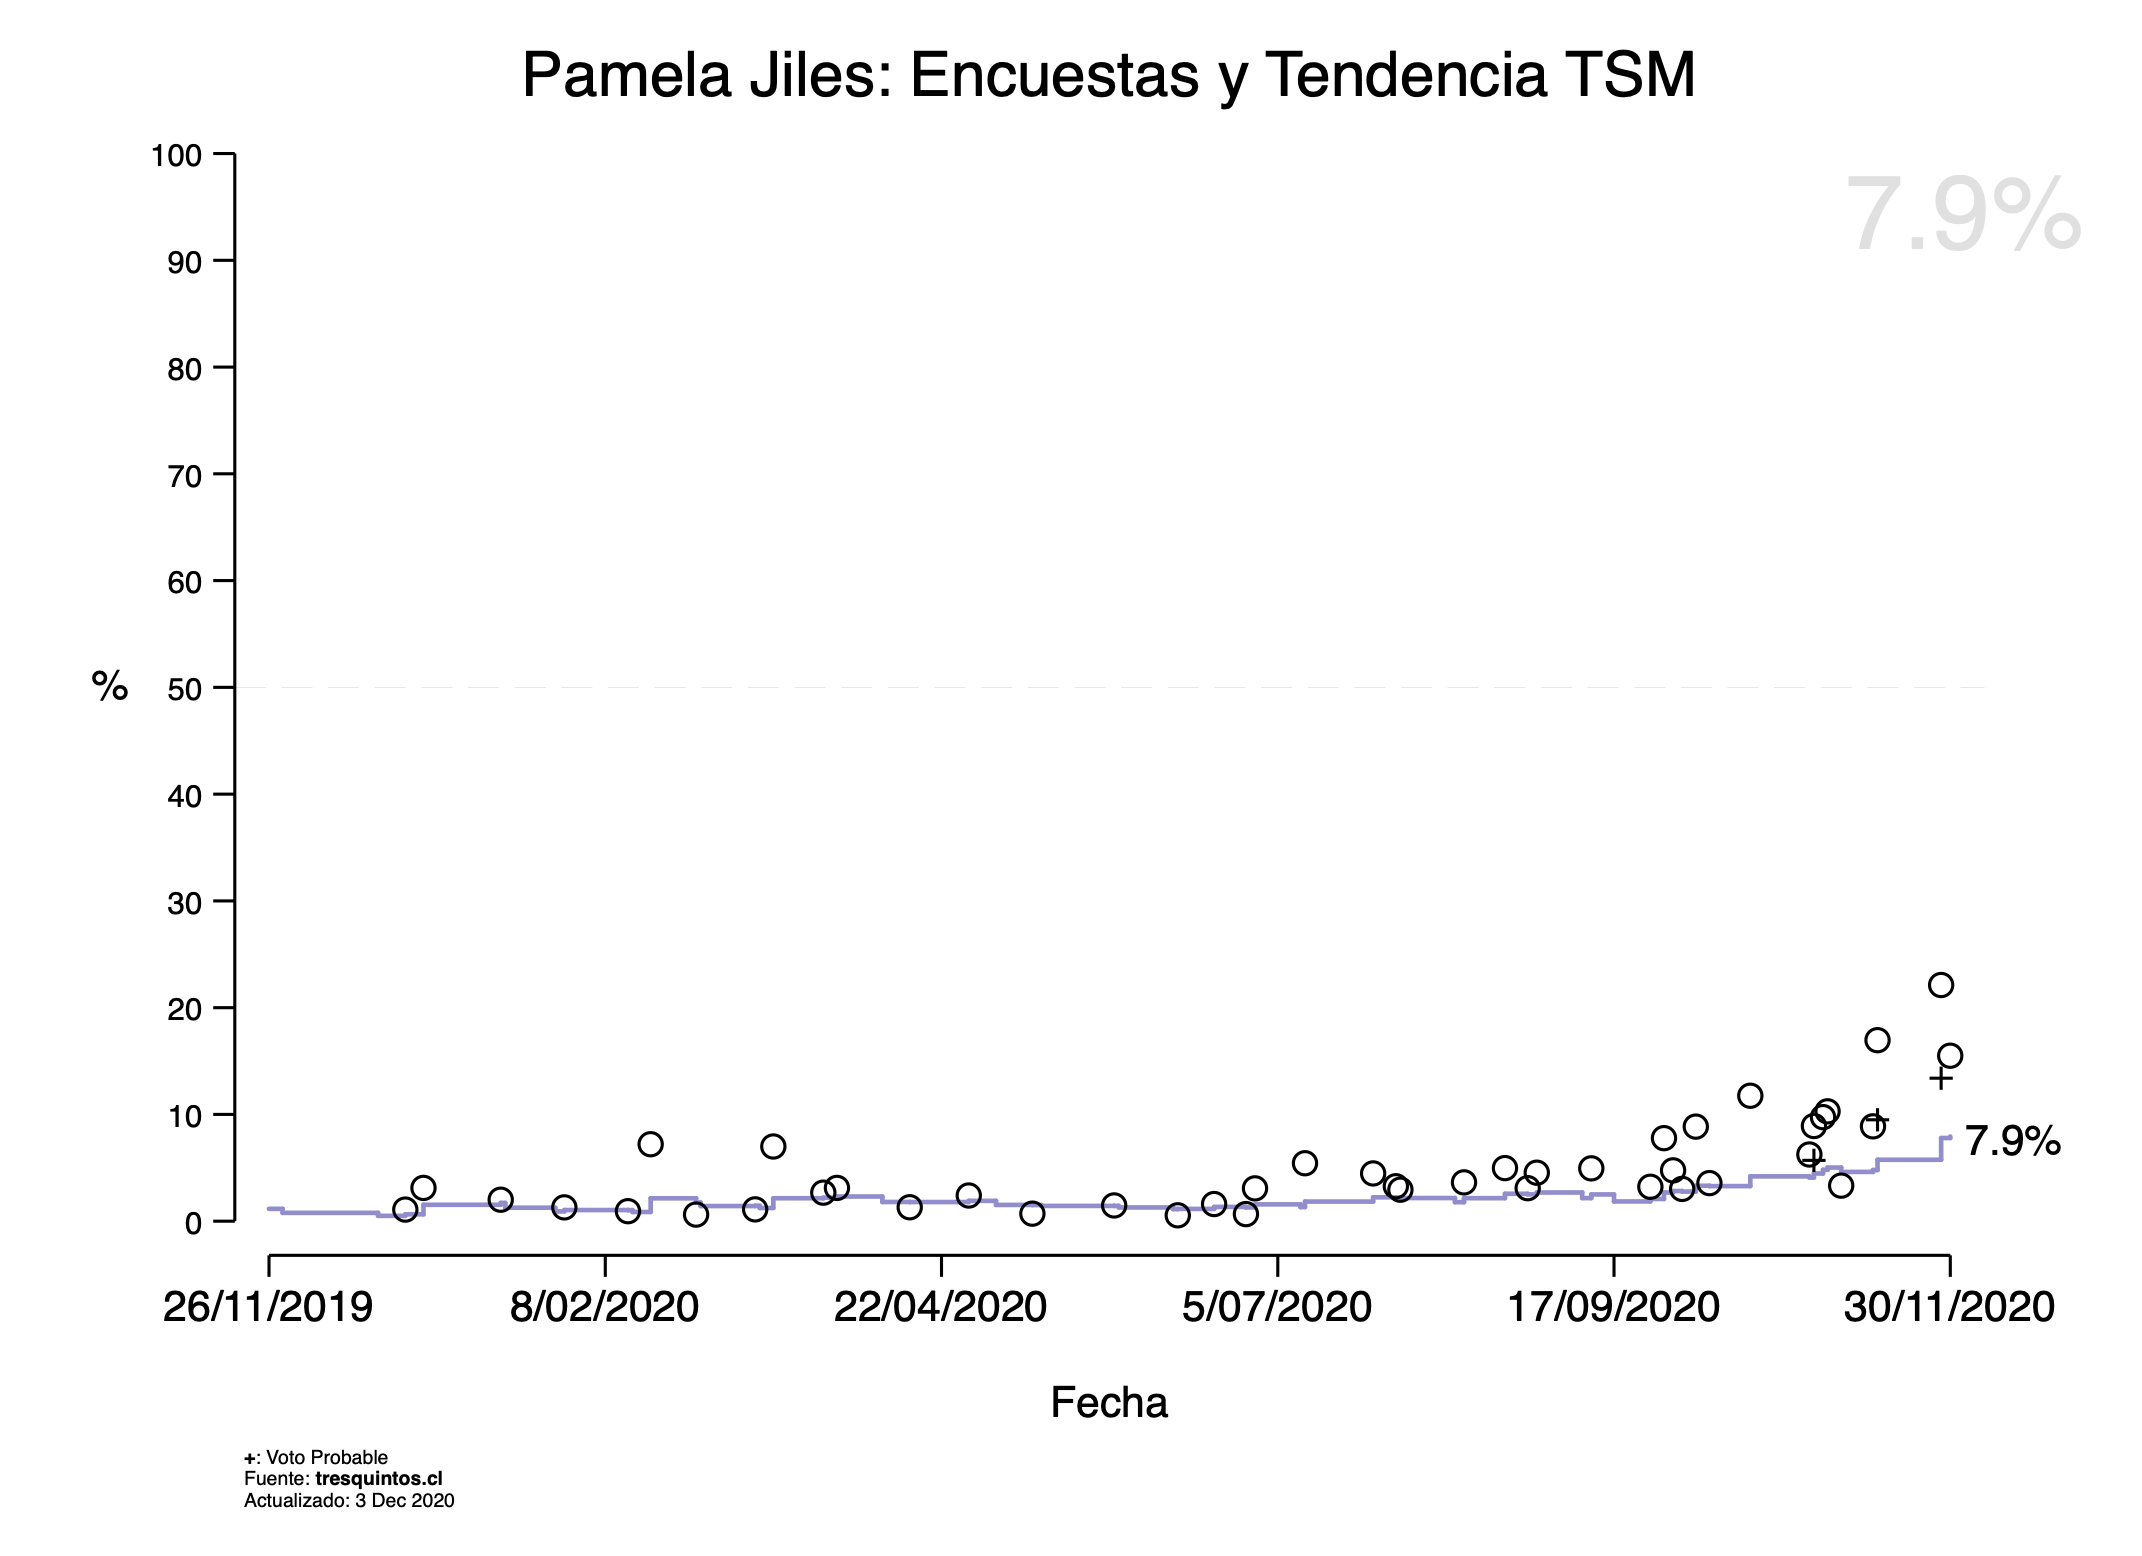 Pamela Jiles: Encuestas y Tendencia TSM
7.9%
100
90
80
70
60
% 50
40
30
20
10
0
7.9%
26/11/2019 8/02/2020 22/04/2020 5/07/2020 17/09/2020 30/11/2020
Fecha
+: Voto Probable
Fuente: tresquintos.cl
Actualizado: 3 Dec 2020